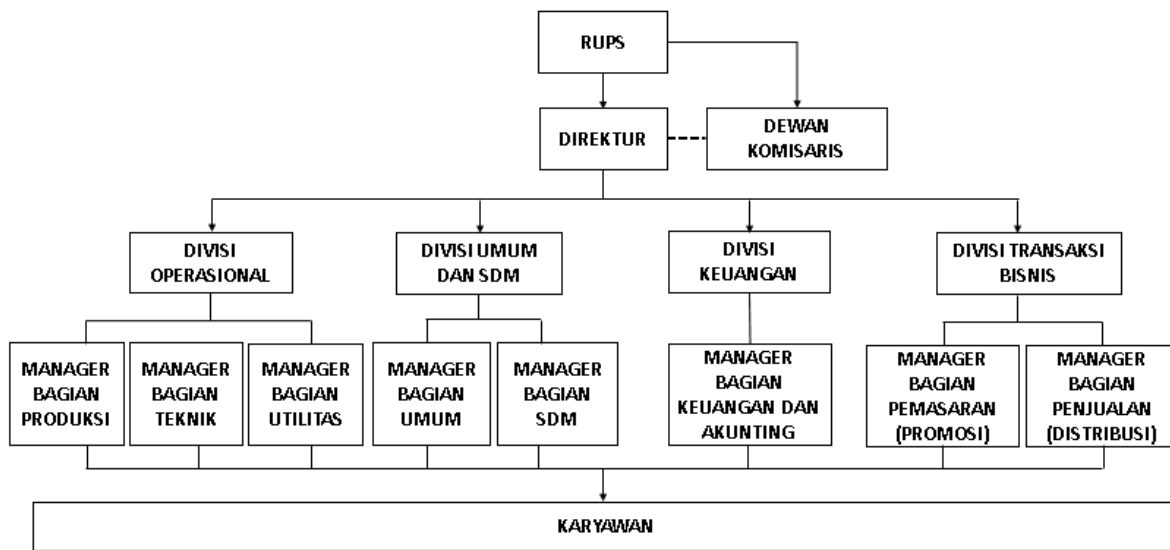 RUPS
DIREKTUR
DEWAN
KOMISARIS
DIVISI
OPERASIONAL
DIVISI UMUM
DAN SDM
DIVISI
KEUANGAN
DIVISI TRANSAKSI
BISNIS
MANAGER
BAGIAN
PRODUKSI
MANAGER
BAGIAN
TEKNIK
MANAGER
BAGIAN
UTILITAS
MANAGER
BAGIAN
UMUM
MANAGER
BAGIAN
SDM
MANAGER
BAGIAN
KEUANGAN DAN
AKUNTING
MANAGER
BAGIAN
PEMASARAN
(PROMOSI)
MANAGER
BAGIAN
PENJUALAN
(DISTRIBUSI)
KARYAWAN